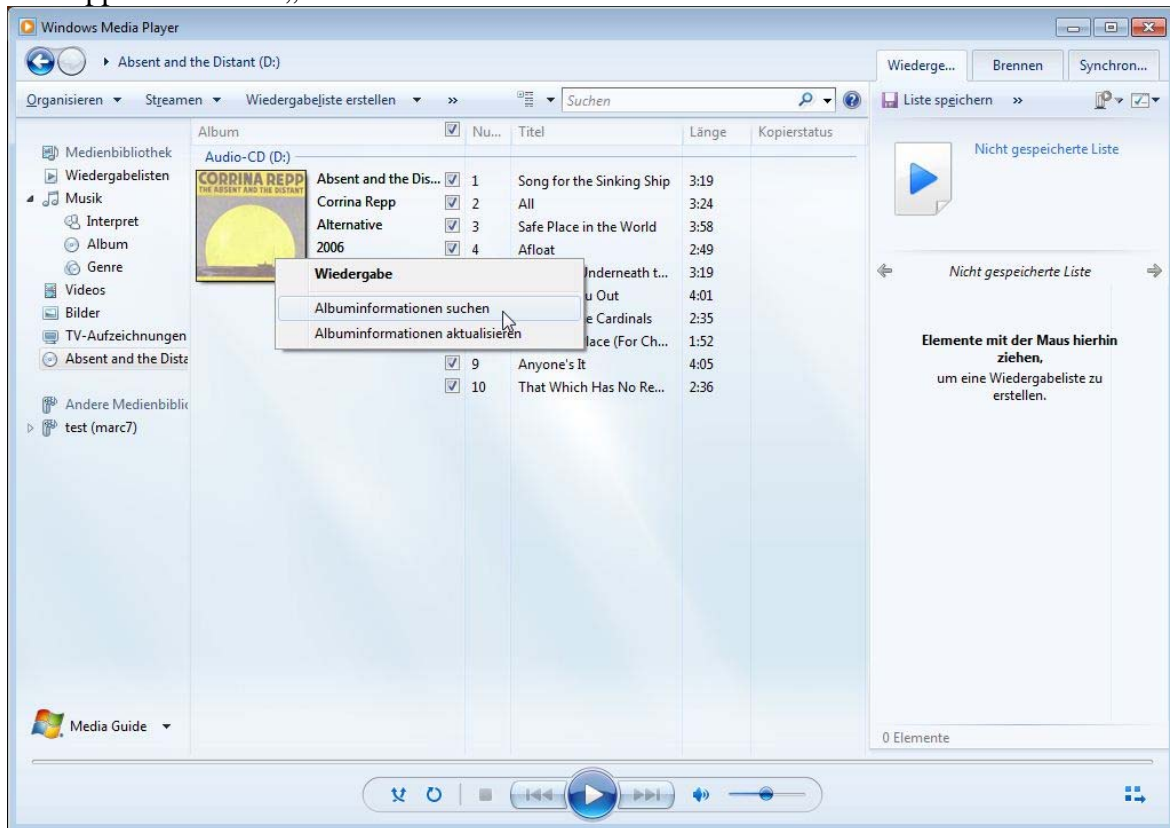 Windows Media Player
Absent and the Distant (D:)
Wiederge... Brennen Synchron...
Organisieren Streamen Wiedergabeliste erstellen » Suchen Liste speichern »
Album Nu... Titel Länge Kopierstatus
Medienbibliothek
Wiedergabelisten
Musik
Interpret
Album
Genre
Videos
Bilder
TV-Aufzeichnungen
Absent and the Dista
Andere Medienbiblio
test (marc7)
Audio-CD (D:)
CORRINA REPP
THE ABSENT AND THE DISTANT
Absent and the Dis...
Corrina Repp
Alternative
2006
1 Song for the Sinking Ship 3:19
2 All 3:24
3 Safe Place in the World 3:58
4 Afloat 2:49
Underneath t... 3:19
u Out 4:01
e Cardinals 2:35
lace (For Ch... 1:52
9 Anyone's It 4:05
10 That Which Has No Re... 2:36
Wiedergabe
Albuminformationen suchen
Albuminformationen aktualisieren
Nicht gespeicherte Liste
Nicht gespeicherte Liste
Elemente mit der Maus hierhin
ziehen,
um eine Wiedergabeliste zu
erstellen.
0 Elemente
Media Guide